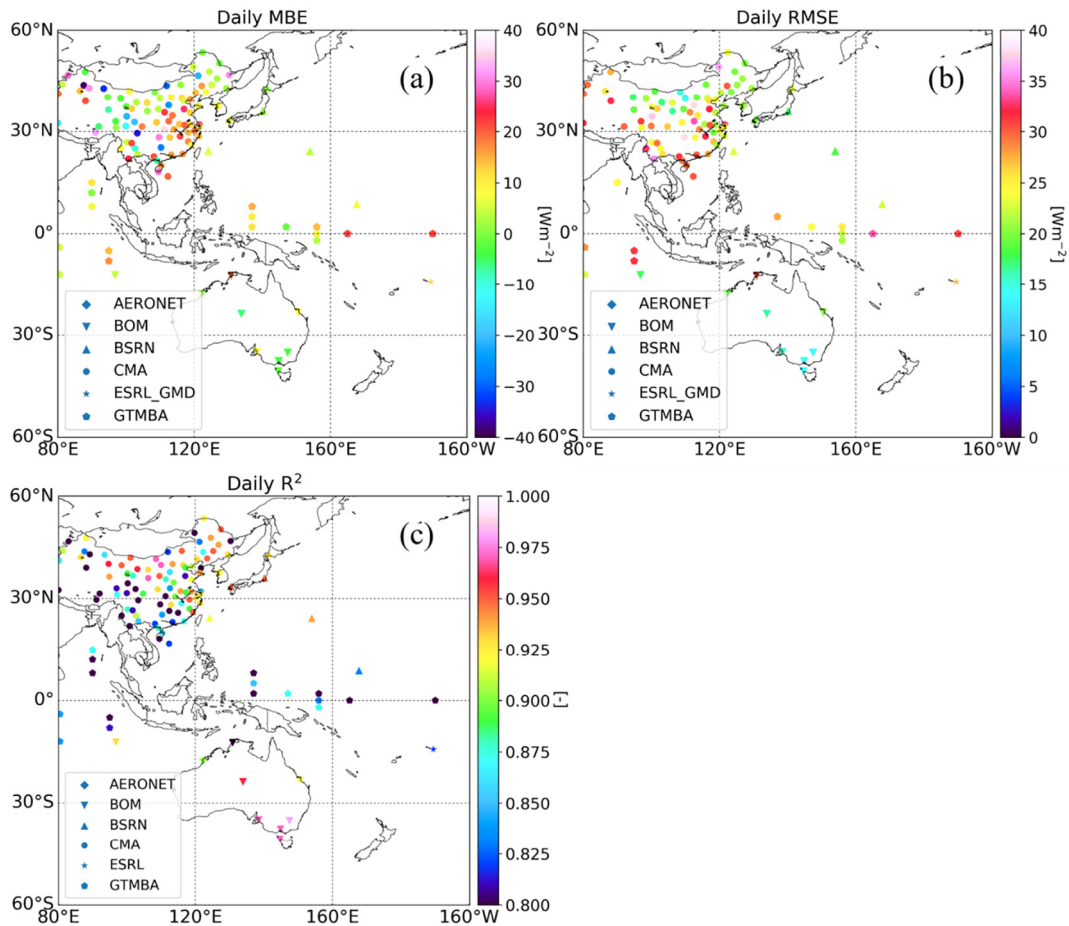 Daily MBE
(a)
60°N
30°N
0°
30°S
60°S
80°E
120°E
160°E
160°W
AERONET
BOM
BSRN
CMA
ESRL_GMD
GTMBA
40
30
20
10
0
−10
−20
−30
−40
[Wm⁻²]
Daily RMSE
(b)
60°N
30°N
0°
30°S
60°S
80°E
120°E
160°E
160°W
AERONET
BOM
BSRN
CMA
ESRL_GMD
GTMBA
40
35
30
25
20
15
10
5
0
[Wm⁻²]
Daily R²
(c)
60°N
30°N
0°
30°S
60°S
80°E
120°E
160°E
160°W
AERONET
BOM
BSRN
CMA
ESRL
GTMBA
1.000
0.975
0.950
0.925
0.900
0.875
0.850
0.825
0.800
[-]